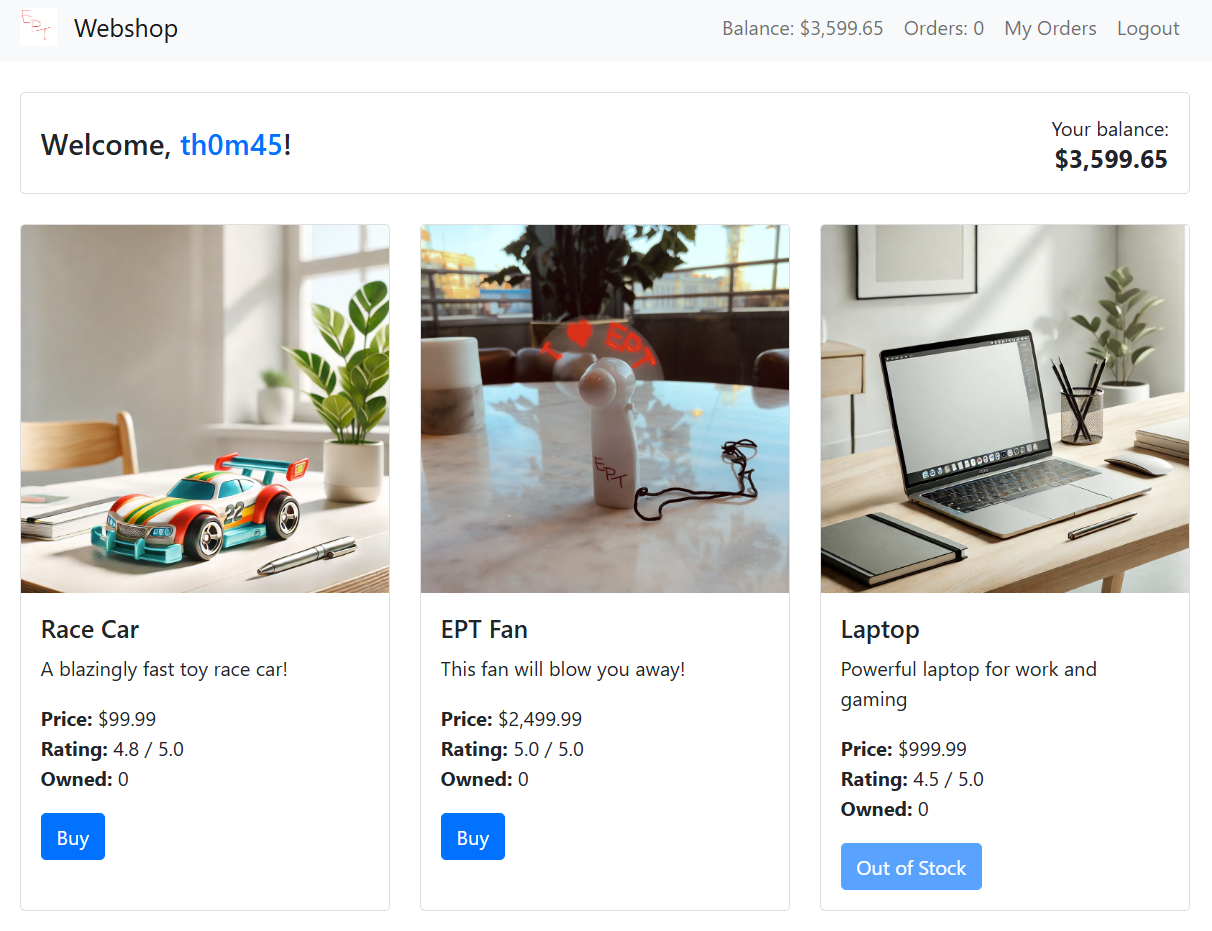 EPT
Webshop
Balance: $3,599.65
Orders: 0
My Orders
Logout
Welcome, th0m45!
Your balance:
$3,599.65
22
I ❤ EPT
EPT
Race Car
A blazingly fast toy race car!
Price: $99.99
Rating: 4.8 / 5.0
Owned: 0
Buy
EPT Fan
This fan will blow you away!
Price: $2,499.99
Rating: 5.0 / 5.0
Owned: 0
Buy
Laptop
Powerful laptop for work and
gaming
Price: $999.99
Rating: 4.5 / 5.0
Owned: 0
Out of Stock